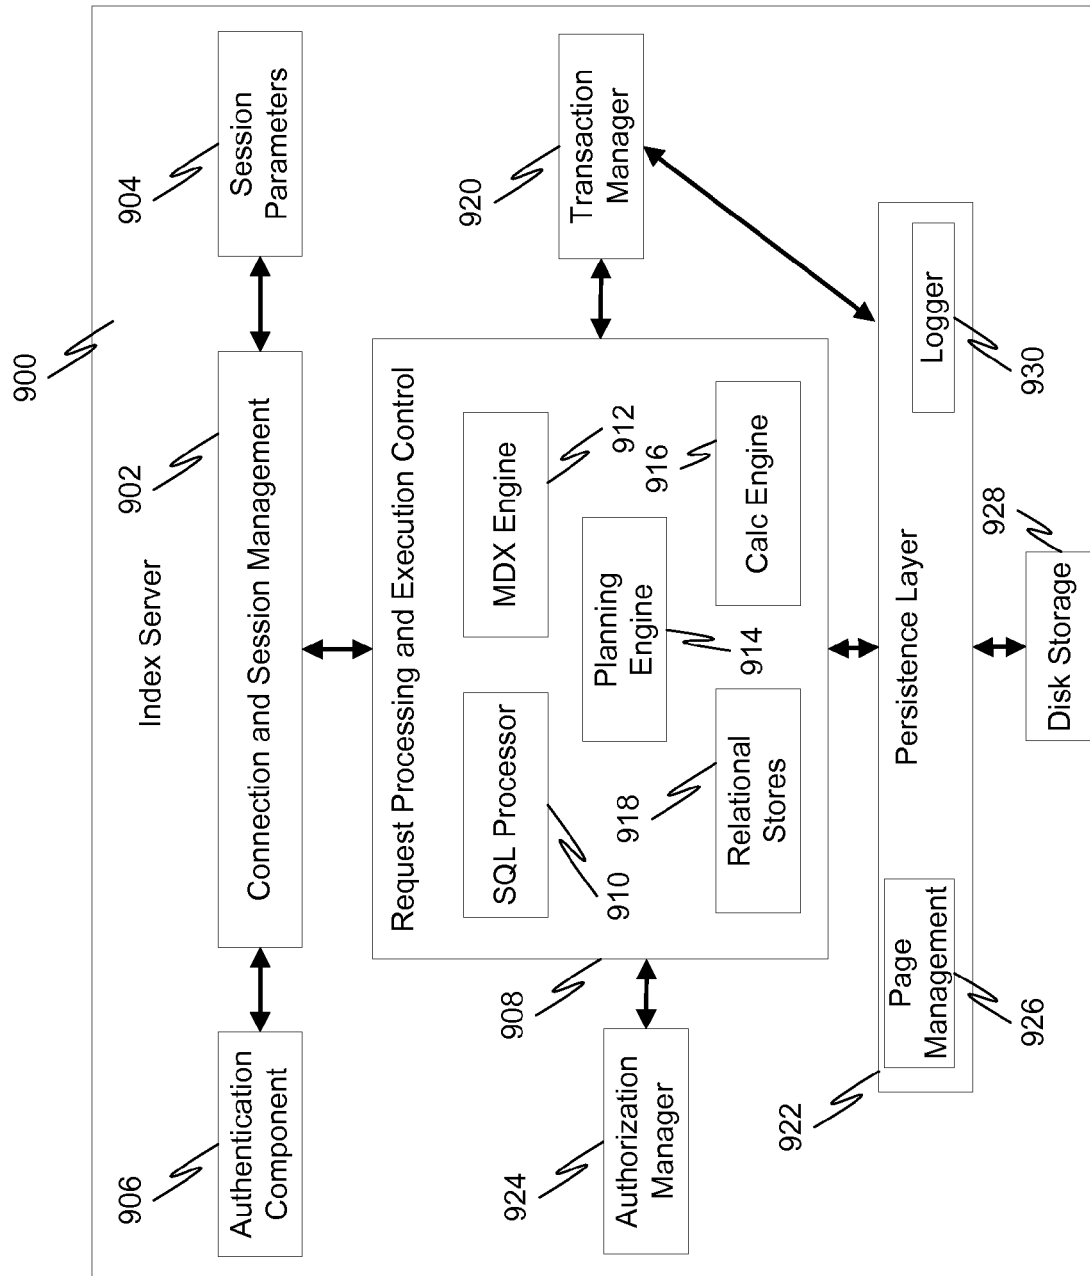 900
Index Server
906
902
904
Authentication
Component
Connection and Session Management
Session
Parameters
908
Request Processing and Execution Control
SQL Processor
910
MDX Engine
912
Planning
Engine
914
918
Relational
Stores
916
Calc Engine
924
Authorization
Manager
920
Transaction
Manager
922
Persistence Layer
Page
Management
926
Logger
930
928
Disk Storage